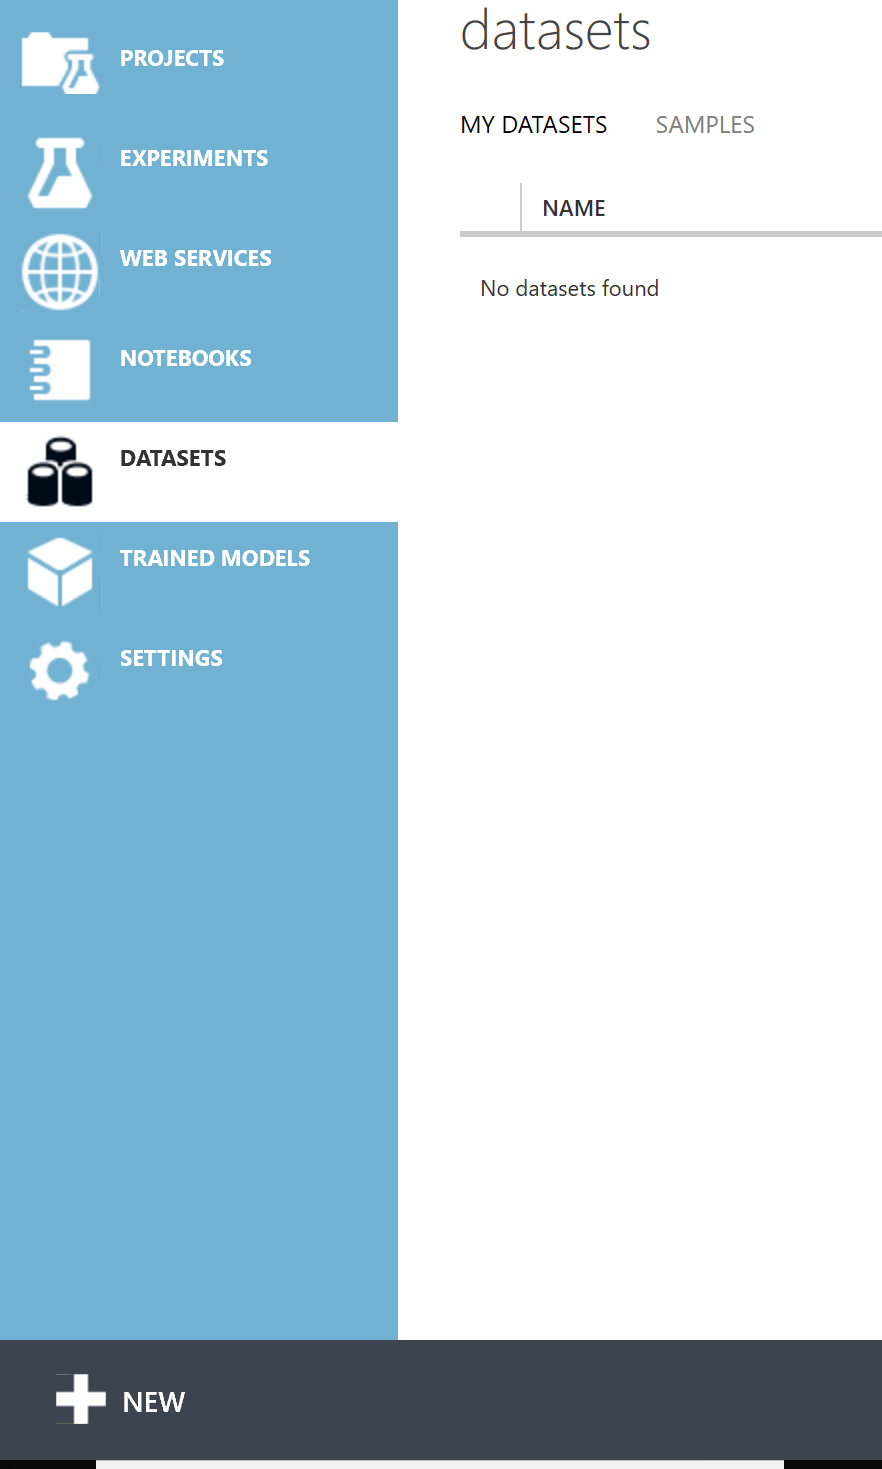 PROJECTS
EXPERIMENTS
WEB SERVICES
NOTEBOOKS
DATASETS
TRAINED MODELS
SETTINGS
datasets
MY DATASETS SAMPLES
NAME
No datasets found
NEW